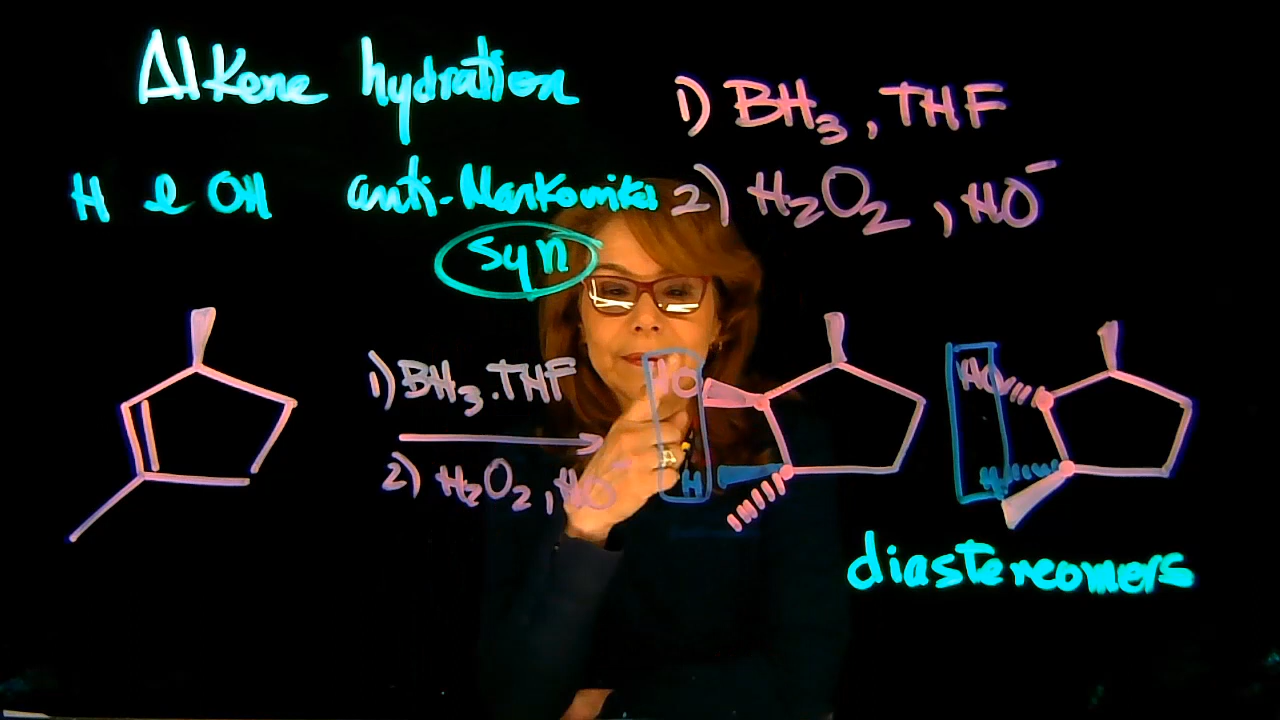 Alkene hydration
1) BH₃, THF
H e OH anti-Markovnikov
2) H₂O₂, HO⁻
syn
1) BH₃.THF
2) H₂O₂, HO⁻
HO
H
HO
H
diastereomers